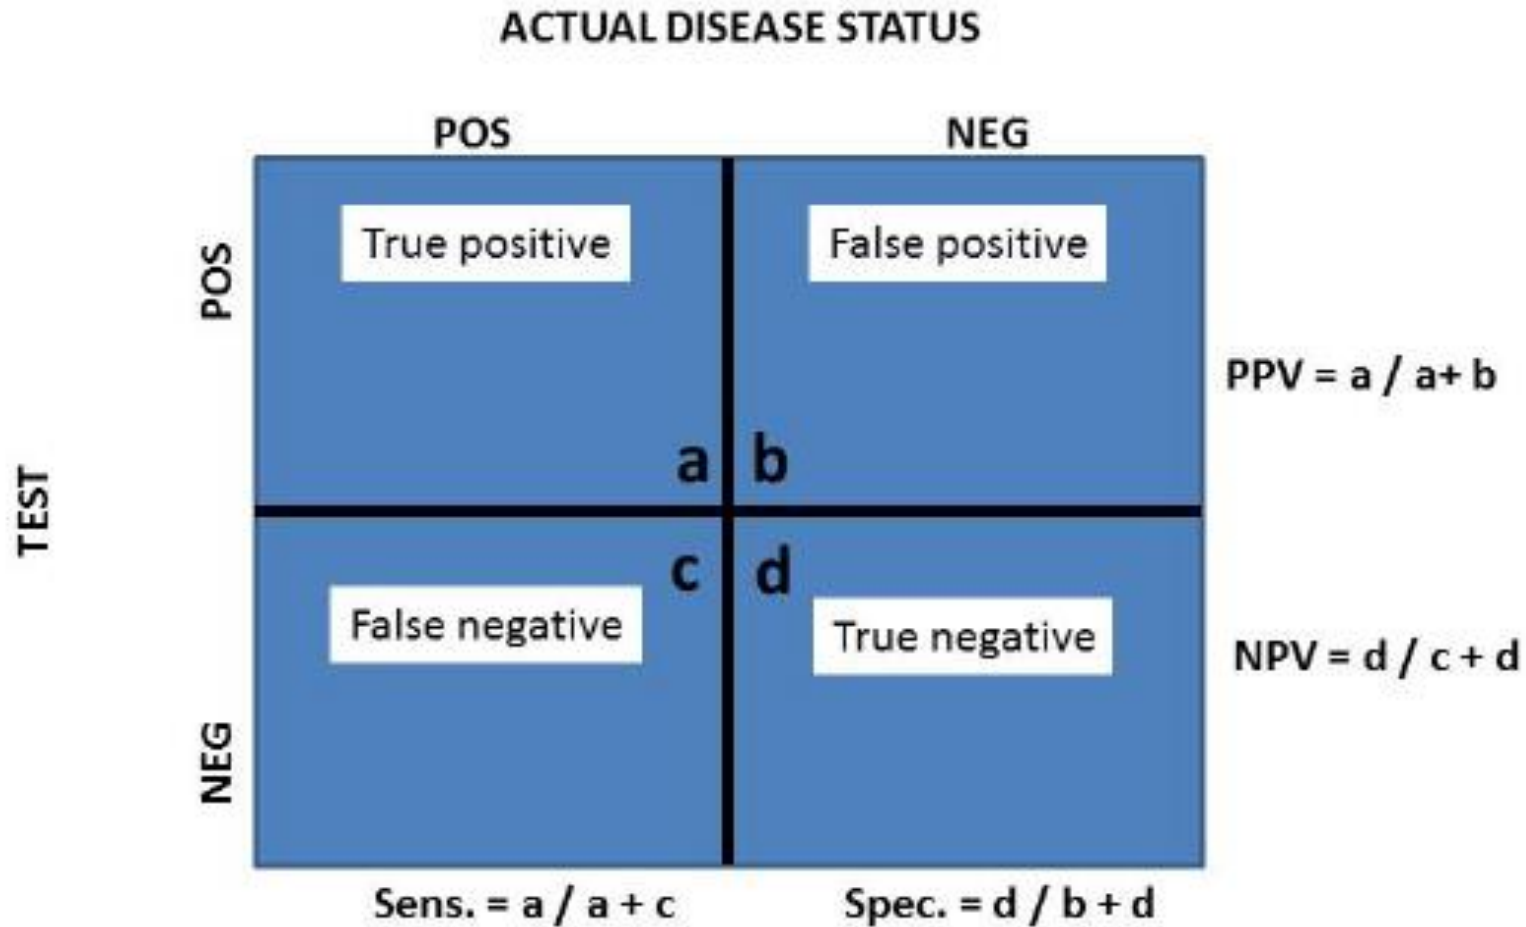 ACTUAL DISEASE STATUS
POS
NEG
POS
True positive
False positive
PPV = a / a+ b
a
b
TEST
c
d
False negative
True negative
NPV = d / c + d
NEG
Sens. = a / a + c
Spec. = d / b + d